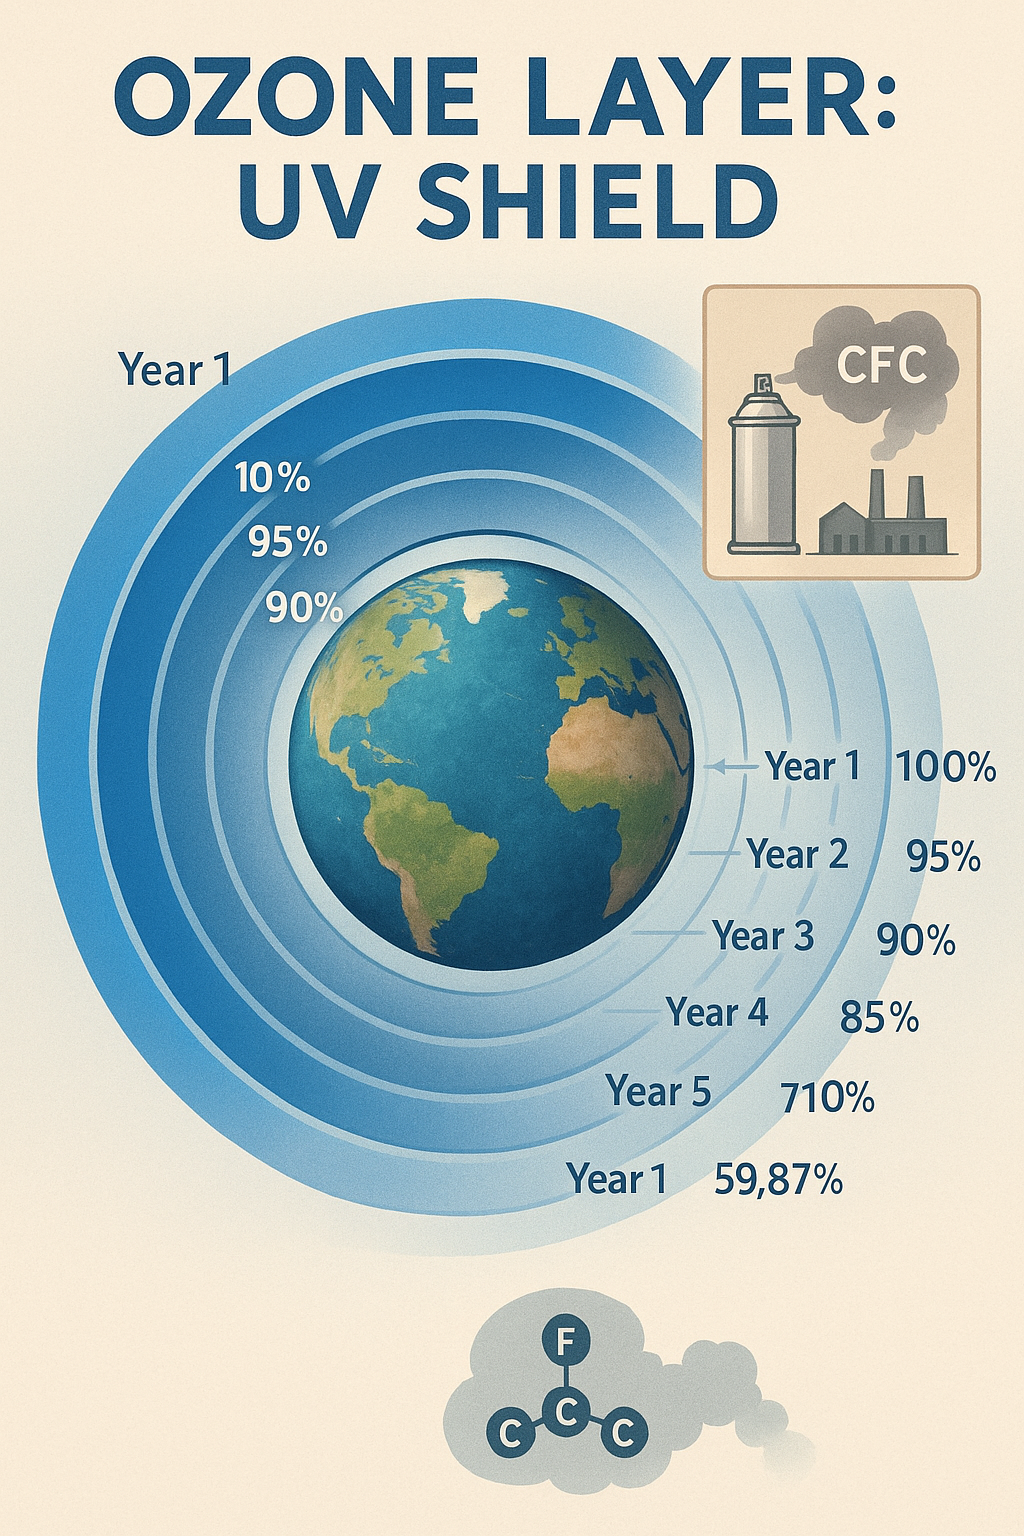 OZONE LAYER:
UV SHIELD
Year 1
CFC
10%
95%
90%
Year 1 100%
Year 2 95%
Year 3 90%
Year 4 85%
Year 5 710%
Year 1 59,87%
F
C C C